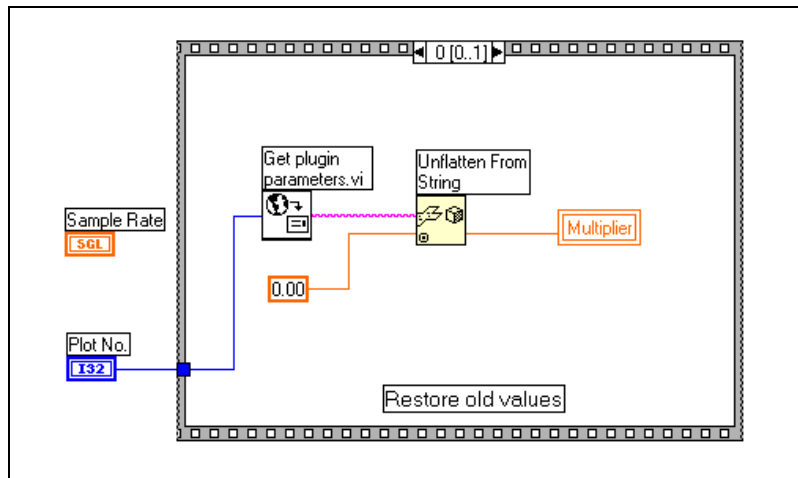 0 [0..1]
Get plugin
parameters.vi
Unflatten From
String
Sample Rate
SGL
Multiplier
0.00
Plot No.
I32
Restore old values